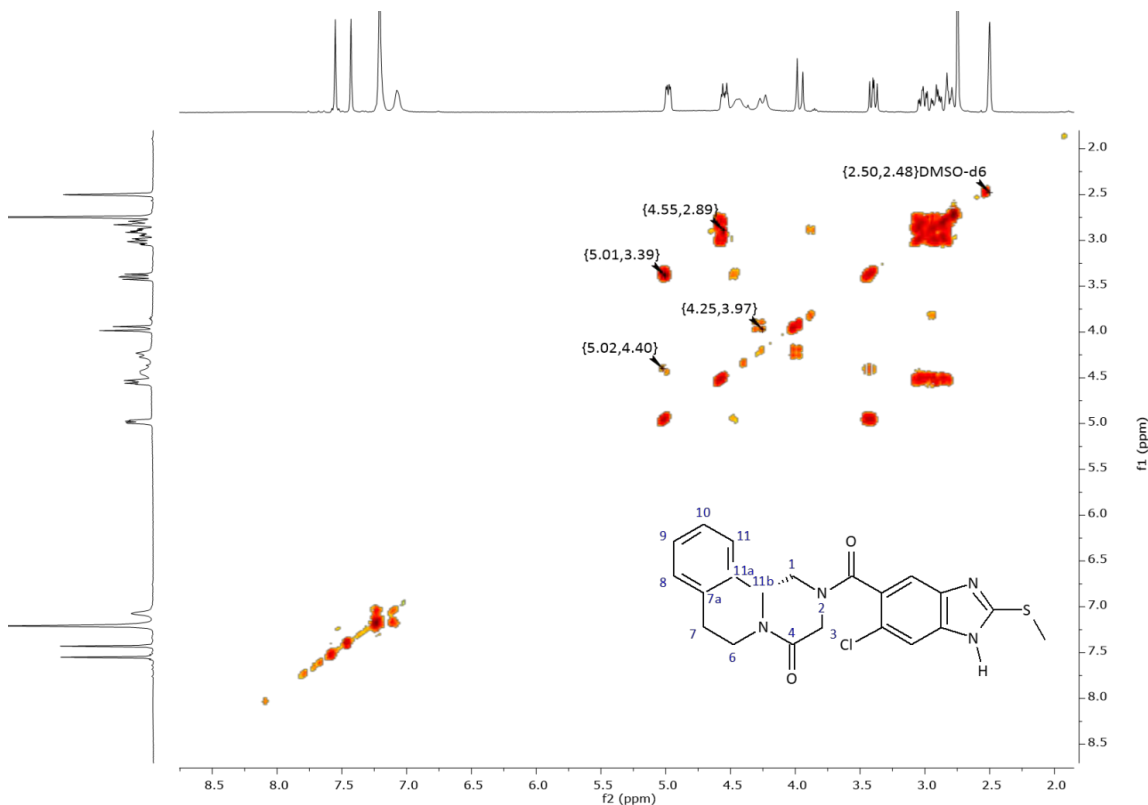 2.0
{2.50,2.48}DMSO-d6
2.5
{4.55,2.89}
3.0
{5.01,3.39}
3.5
{4.25,3.97}
4.0
{5.02,4.40}
4.5
5.0
5.5
6.0
6.5
7.0
7.5
8.0
8.5
f1 (ppm)
10
9
11
8
11a
11b
1
7a
2
7
6
4
3
N
O
O
N
Cl
N
N
H
S
8.5 8.0 7.5 7.0 6.5 6.0 5.5 5.0 4.5 4.0 3.5 3.0 2.5 2.0
f2 (ppm)